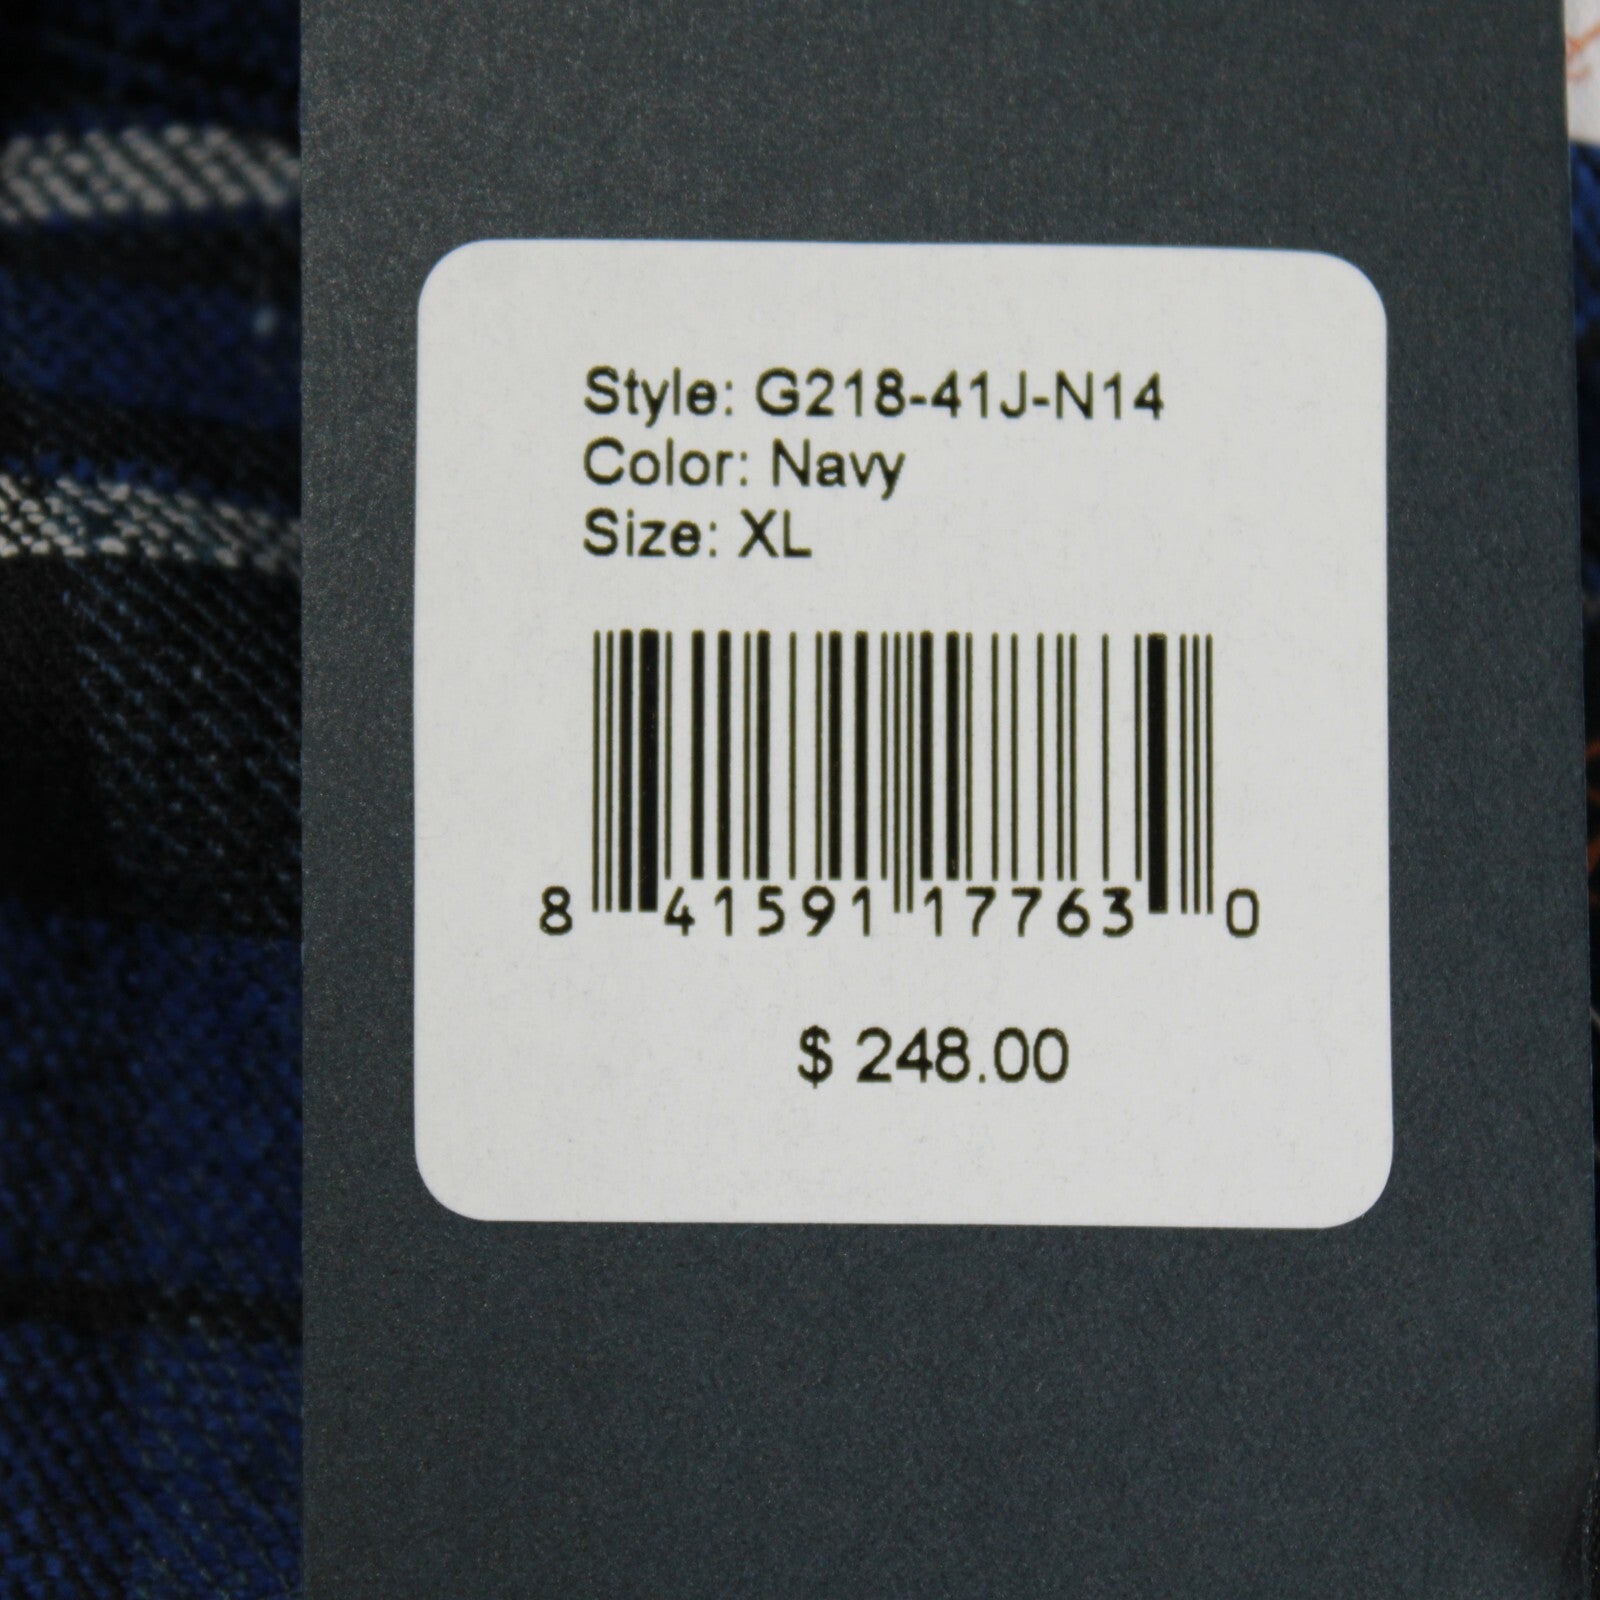 Style: G218-41J-N14
Color: Navy
Size: XL
8 41591 17763 0
$ 248.00